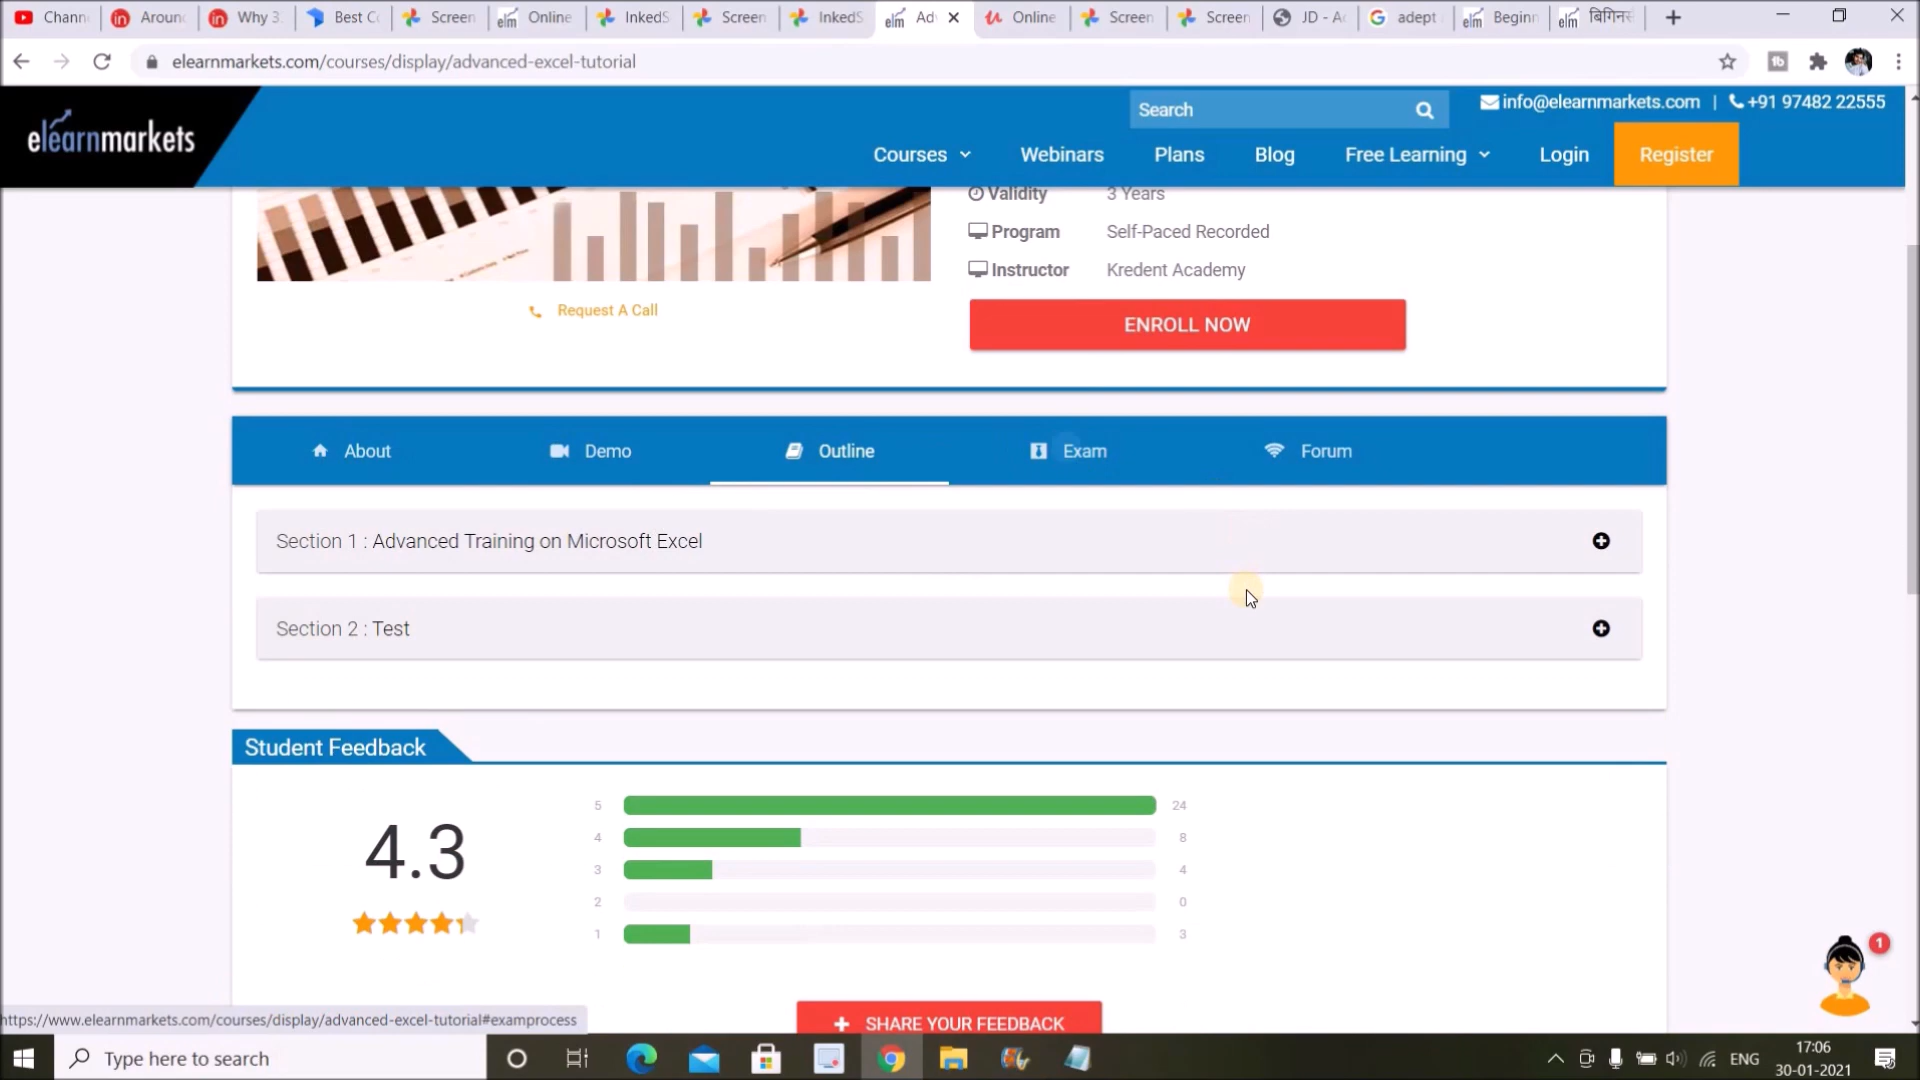 Chann
Aroun
Why 3
Best Co
Screen
Online
InkedS
Screen
InkedS
Ad
Online
Screen
Screen
JD - Ac
adept
Beginn
बिगिनर
elearnmarkets.com/courses/display/advanced-excel-tutorial
elearnmarkets
Search
info@elearnmarkets.com | +91 97482 22555
Courses Webinars Plans Blog Free Learning Login Register
Validity 3 Years
Program Self-Paced Recorded
Instructor Kredent Academy
Request A Call
ENROLL NOW
About Demo Outline Exam Forum
Section 1 : Advanced Training on Microsoft Excel
Section 2 : Test
Student Feedback
4.3
5 24
4 8
3 4
2 0
1 3
1
SHARE YOUR FEEDBACK
https://www.elearnmarkets.com/courses/display/advanced-excel-tutorial#examprocess
Type here to search
ENG
17:06
30-01-2021